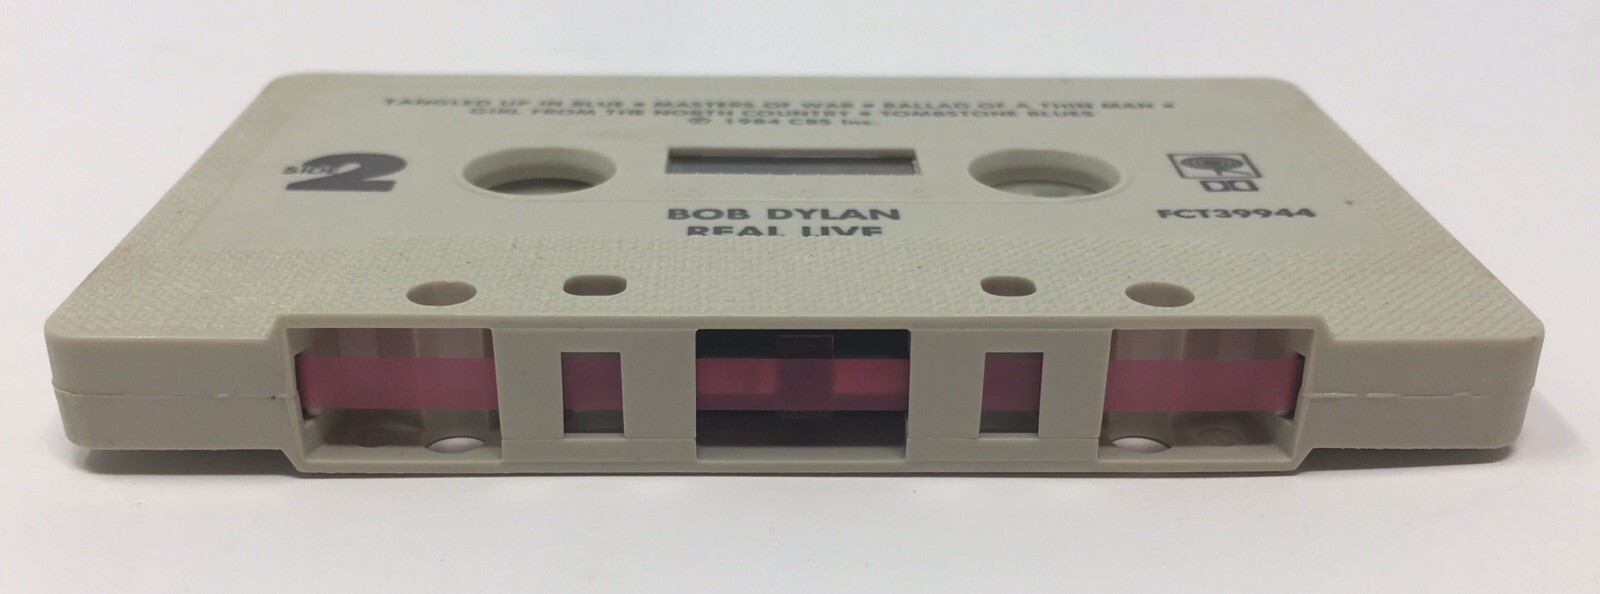 TANGLED UP IN BLUE • MASTERS OF WAR • BALLAD OF A THIN MAN •
GIRL FROM THE NORTH COUNTRY • TOMBSTONE BLUES
℗ 1984 CBS Inc.
SIDE 2
BOB DYLAN
REAL LIVE
FCT39944